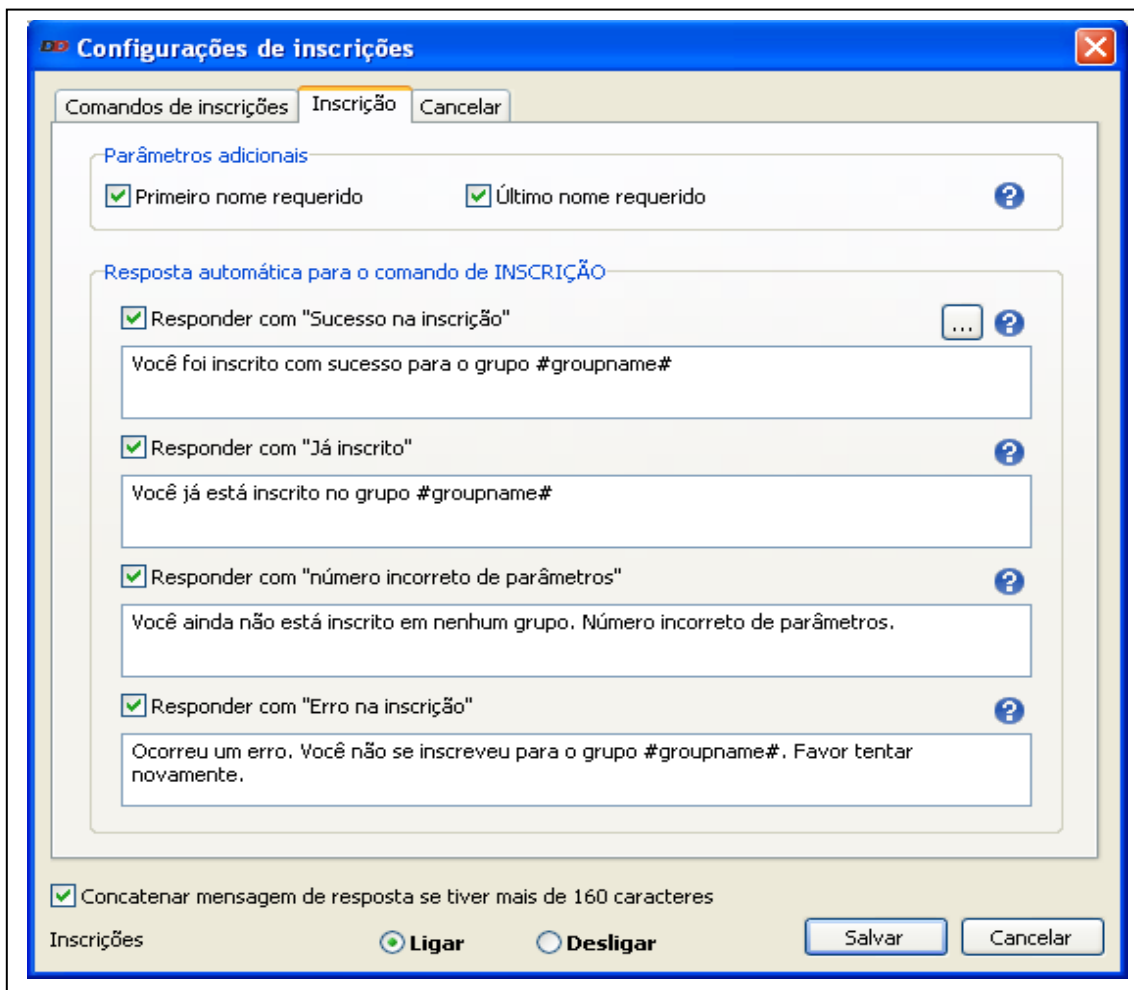 Configurações de inscrições
Comandos de inscrições Inscrição Cancelar
Parâmetros adicionais
Primeiro nome requerido Último nome requerido ?
Resposta automática para o comando de INSCRIÇÃO
Responder com "Sucesso na inscrição" ... ?
Você foi inscrito com sucesso para o grupo #groupname#
Responder com "Já inscrito" ?
Você já está inscrito no grupo #groupname#
Responder com "número incorreto de parâmetros" ?
Você ainda não está inscrito em nenhum grupo. Número incorreto de parâmetros.
Responder com "Erro na inscrição" ?
Ocorreu um erro. Você não se inscreveu para o grupo #groupname#. Favor tentar
novamente.
Concatenar mensagem de resposta se tiver mais de 160 caracteres
Inscrições Ligar Desligar Salvar Cancelar